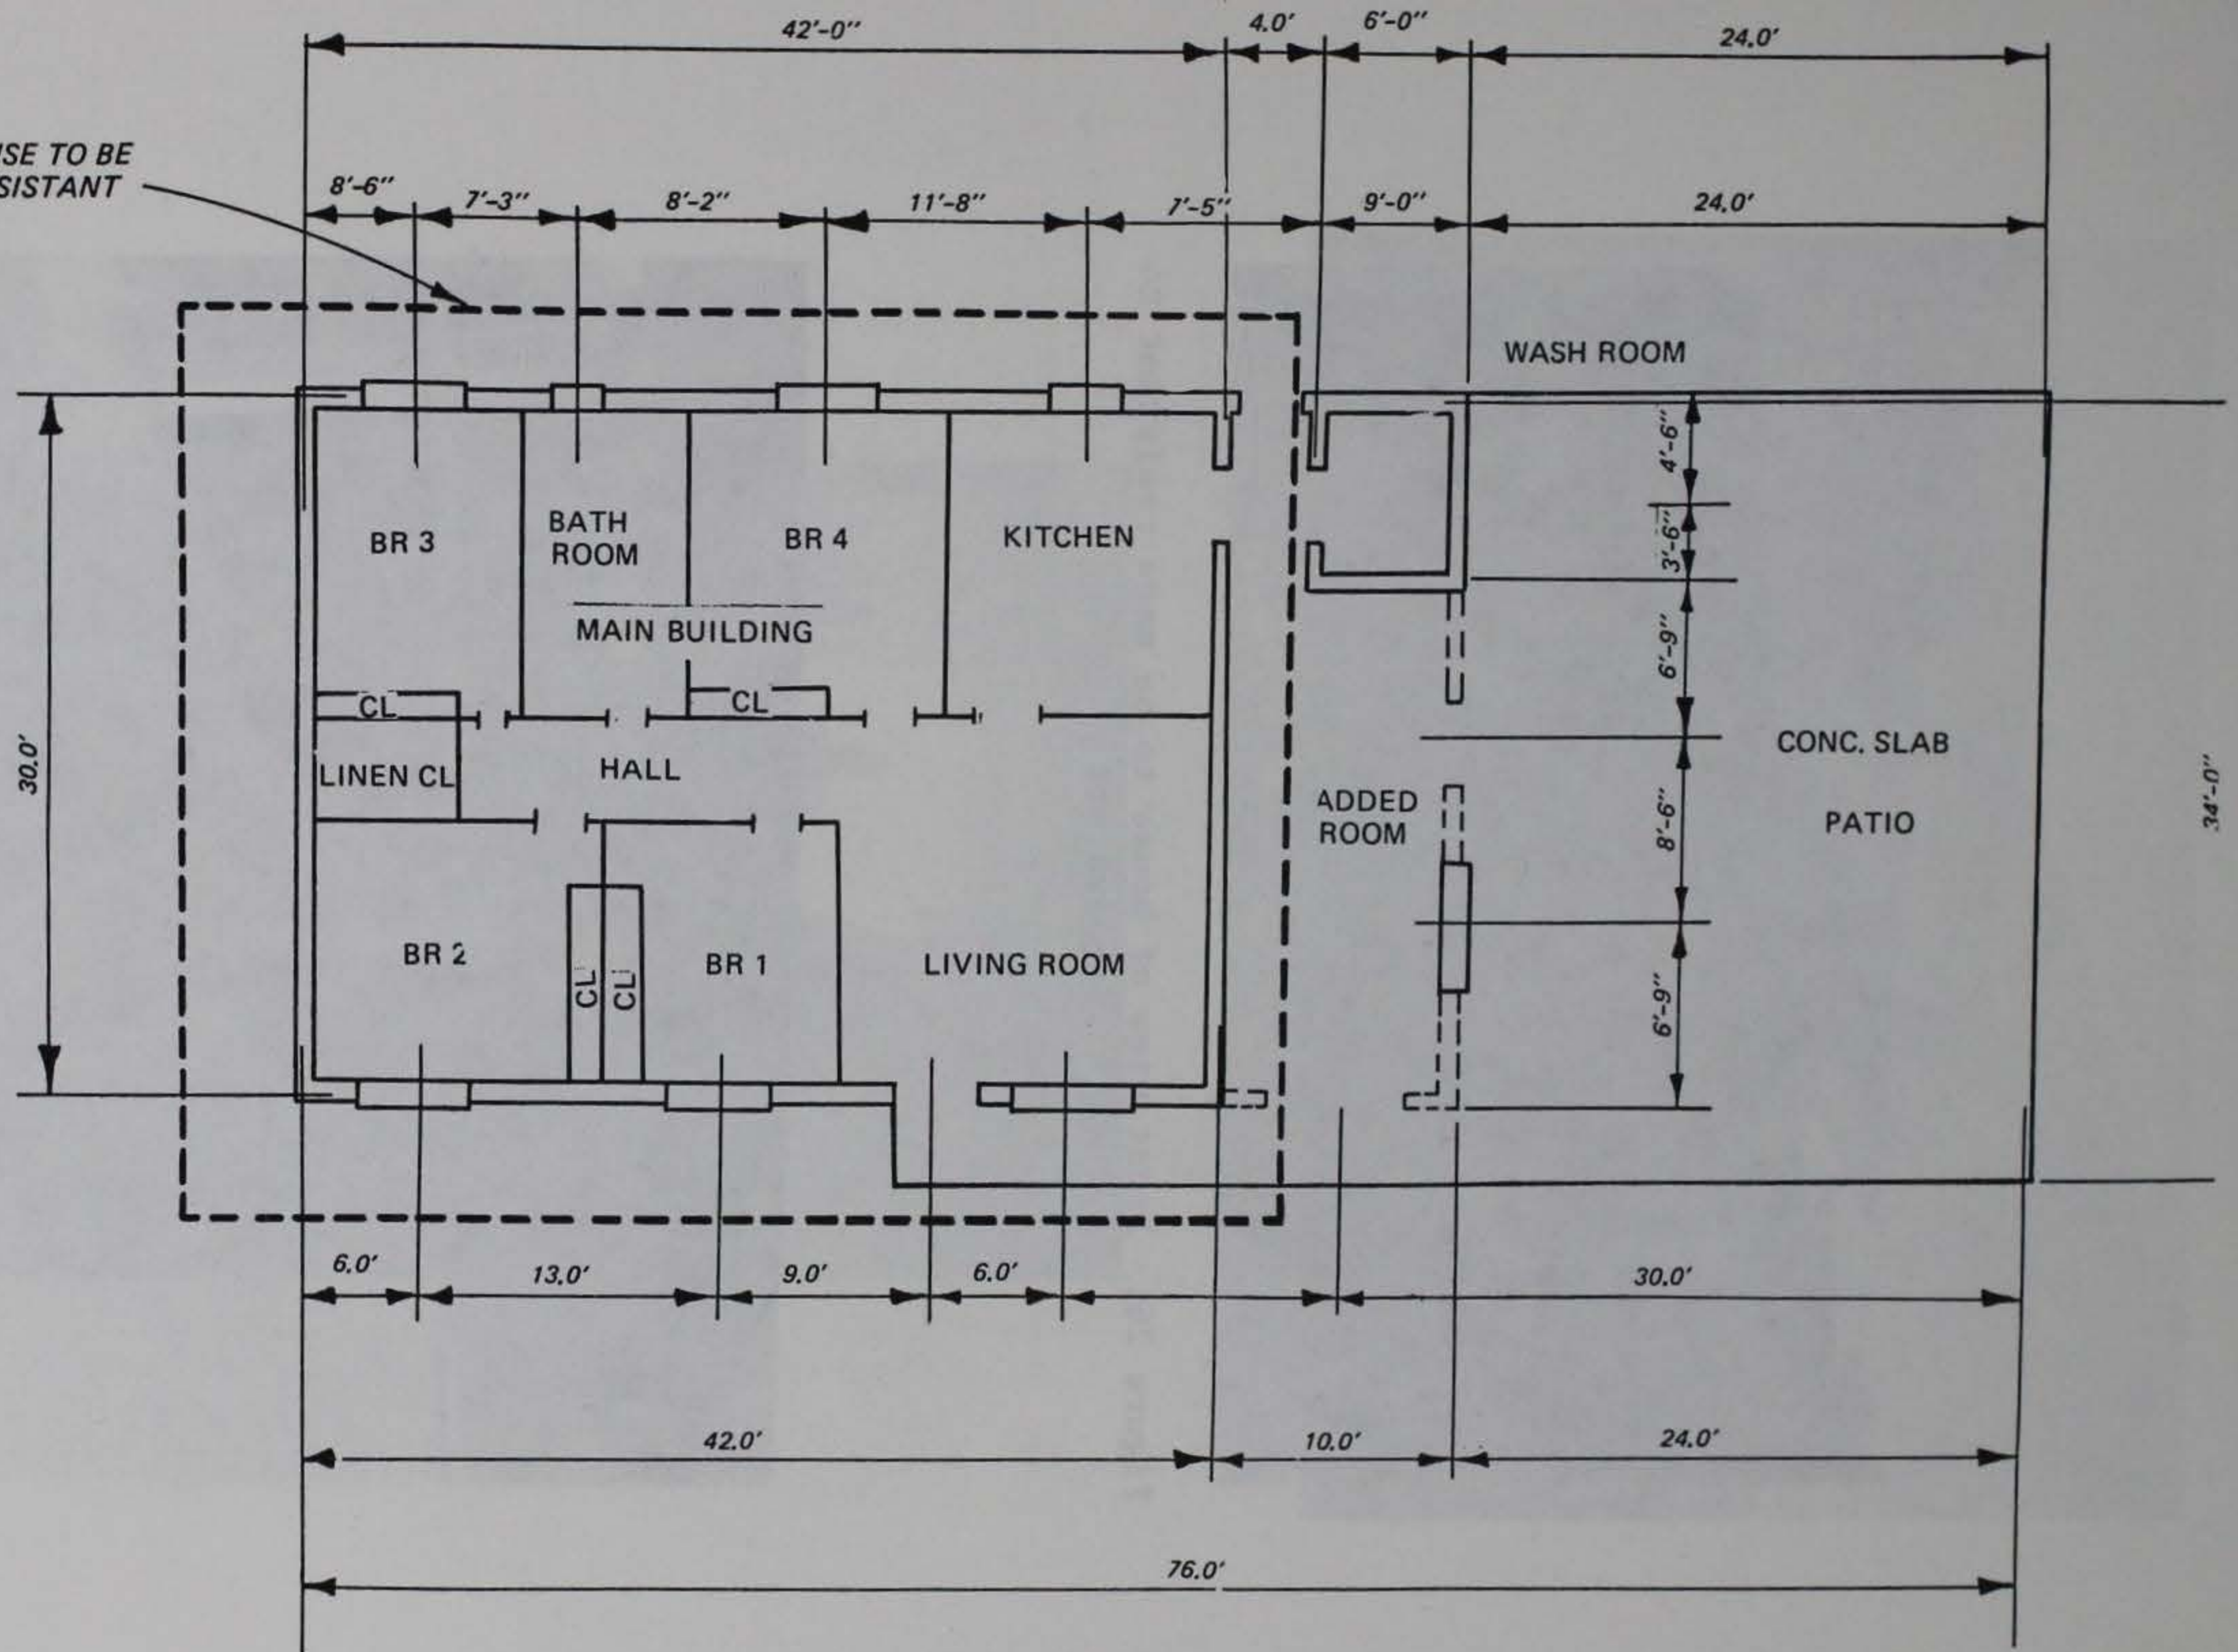 42'-0"
4.0'
6'-0"
24.0'
TO BE
8'-6"
7'-3"
8'-2"
11'-8"
7'-5"
9'-0"
24.0'
WASH ROOM
4'-6"
3'-6"
BR 3
BATH
ROOM
BR 4
KITCHEN
MAIN BUILDING
6'-9"
CL
CL
30.0'
LINEN CL
HALL
CONC. SLAB
PATIO
ADDED
ROOM
8'-6"
34'-0"
BR 2
CL
CL
BR 1
LIVING ROOM
6'-9"
6.0'
13.0'
9.0'
6.0'
30.0'
42.0'
10.0'
24.0'
76.0'